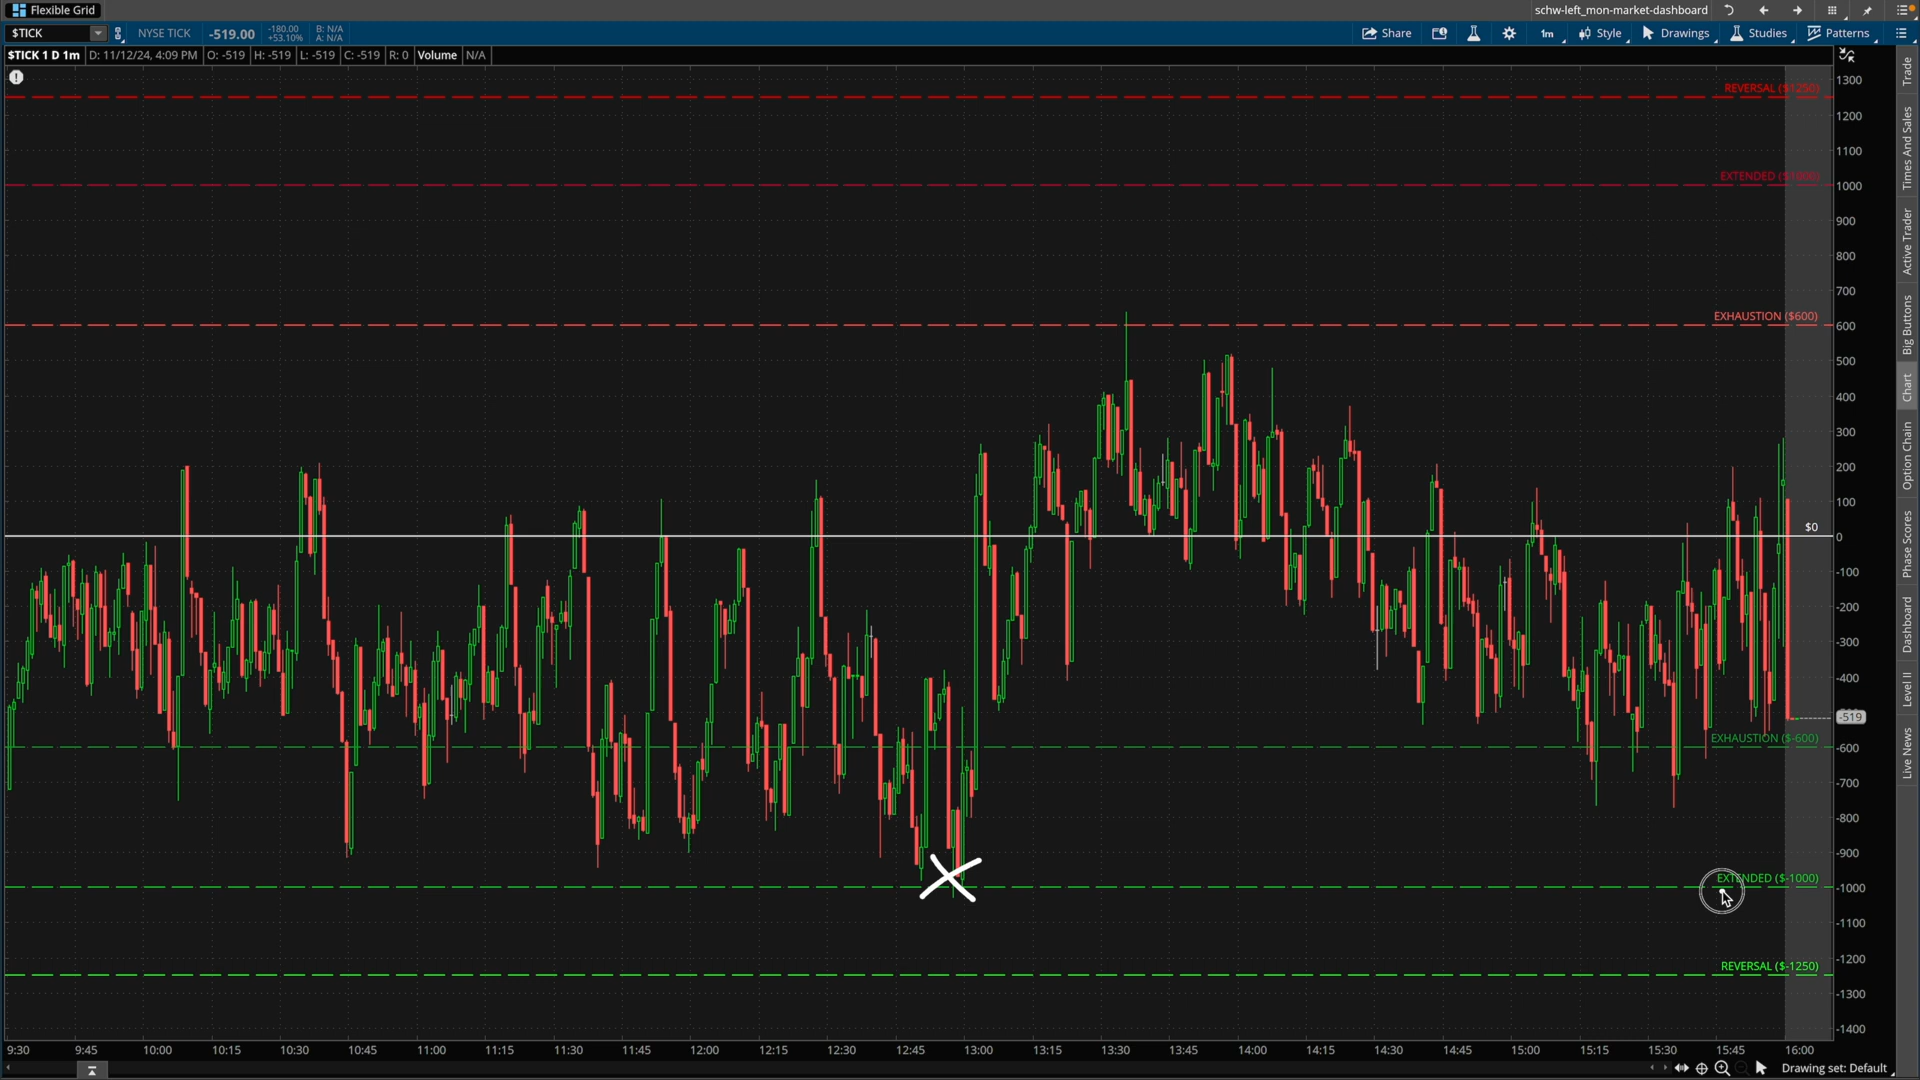 Flexible Grid
schw-left_mon-market-dashboard
$TICK
NYSE TICK
-519.00
-180.00
+53.10%
B: N/A
A: N/A
Share
1m
Style
Drawings
Studies
Patterns
$TICK 1 D 1m
D: 11/12/24, 4:09 PM
O: -519
H: -519
L: -519
C: -519
R: 0
Volume
N/A
REVERSAL ($1250)
EXTENDED ($1000)
EXHAUSTION ($600)
$0
EXHAUSTION ($-600)
EXTENDED ($-1000)
REVERSAL ($-1250)
1300
1200
1100
1000
900
800
700
600
500
400
300
200
100
0
-100
-200
-300
-400
-519
-600
-700
-800
-900
-1000
-1100
-1200
-1300
-1400
9:30
9:45
10:00
10:15
10:30
10:45
11:00
11:15
11:30
11:45
12:00
12:15
12:30
12:45
13:00
13:15
13:30
13:45
14:00
14:15
14:30
14:45
15:00
15:15
15:30
15:45
16:00
Trade
Times And Sales
Active Trader
Big Buttons
Chart
Option Chain
Phase Scores
Dashboard
Level II
Live News
Drawing set: Default